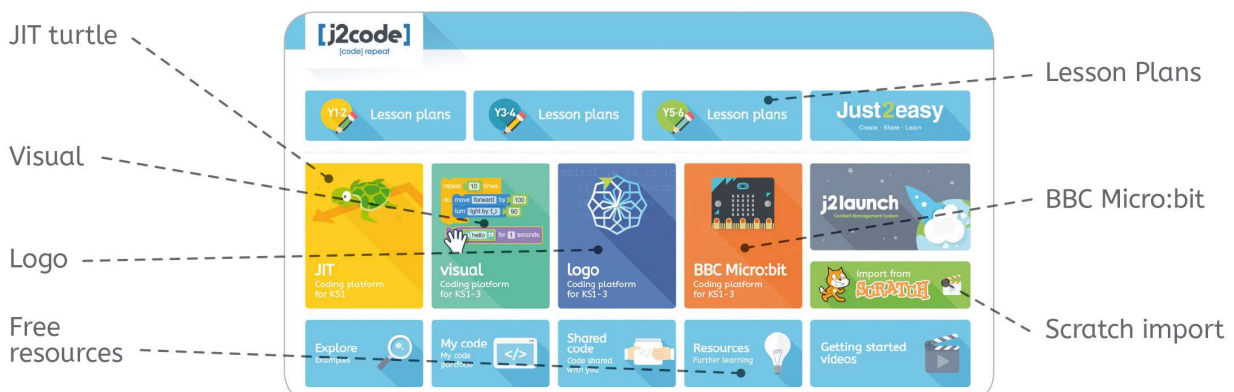 JIT turtle
Visual
Logo
Free
resources
[j2code]
[code] repeat
Y1-2 Lesson plans
Y3-4 Lesson plans
Y5-6 Lesson plans
Just2easy
Create · Share · Learn
JIT
Coding platform
for KS1
repeat 10 times
do move forward by 100
turn right by 90
hello for 1 seconds
visual
Coding platform
for KS1-3
logo
Coding platform
for KS1-3
BBC Micro:bit
Coding platform
for KS1-3
j2launch
Content Management System
Import from
SCRATCH
Explore
Examples
My code
My code
portfolio
</>
Shared
code
Code shared
with you
Resources
Further learning
Getting started
videos
Lesson Plans
BBC Micro:bit
Scratch import